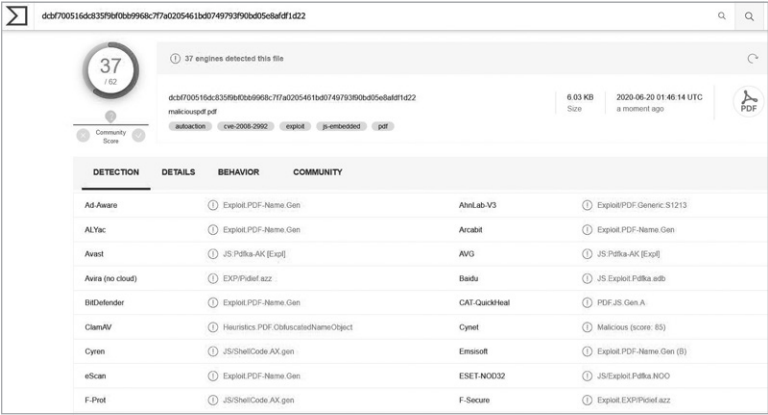 dcbf700516dc835f9bf0bb9968c7f7a0205461bd0749793f90bd05e8afdf1d22
37
/ 62
Community
Score
37 engines detected this file
dcbf700516dc835f9bf0bb9968c7f7a0205461bd0749793f90bd05e8afdf1d22
maliciouspdf.pdf
autoaction cve-2008-2992 exploit js-embedded pdf
6.03 KB
Size
2020-06-20 01:46:14 UTC
a moment ago
PDF
DETECTION DETAILS BEHAVIOR COMMUNITY
Ad-Aware Exploit.PDF-Name.Gen AhnLab-V3 Exploit/PDF.Generic.S1213
ALYac Exploit.PDF-Name.Gen Arcabit Exploit.PDF-Name.Gen
Avast JS:Pdfka-AK [Expl] AVG JS:Pdfka-AK [Expl]
Avira (no cloud) EXP/Pidief.azz Baidu JS.Exploit.Pdfka.adb
BitDefender Exploit.PDF-Name.Gen CAT-QuickHeal PDF.JS.Gen.A
ClamAV Heuristics.PDF.ObfuscatedNameObject Cynet Malicious (score: 85)
Cyren JS/ShellCode.AX.gen Emsisoft Exploit.PDF-Name.Gen (B)
eScan Exploit.PDF-Name.Gen ESET-NOD32 JS/Exploit.Pdfka.NOO
F-Prot JS/ShellCode.AX.gen F-Secure Exploit.EXP/Pidief.azz